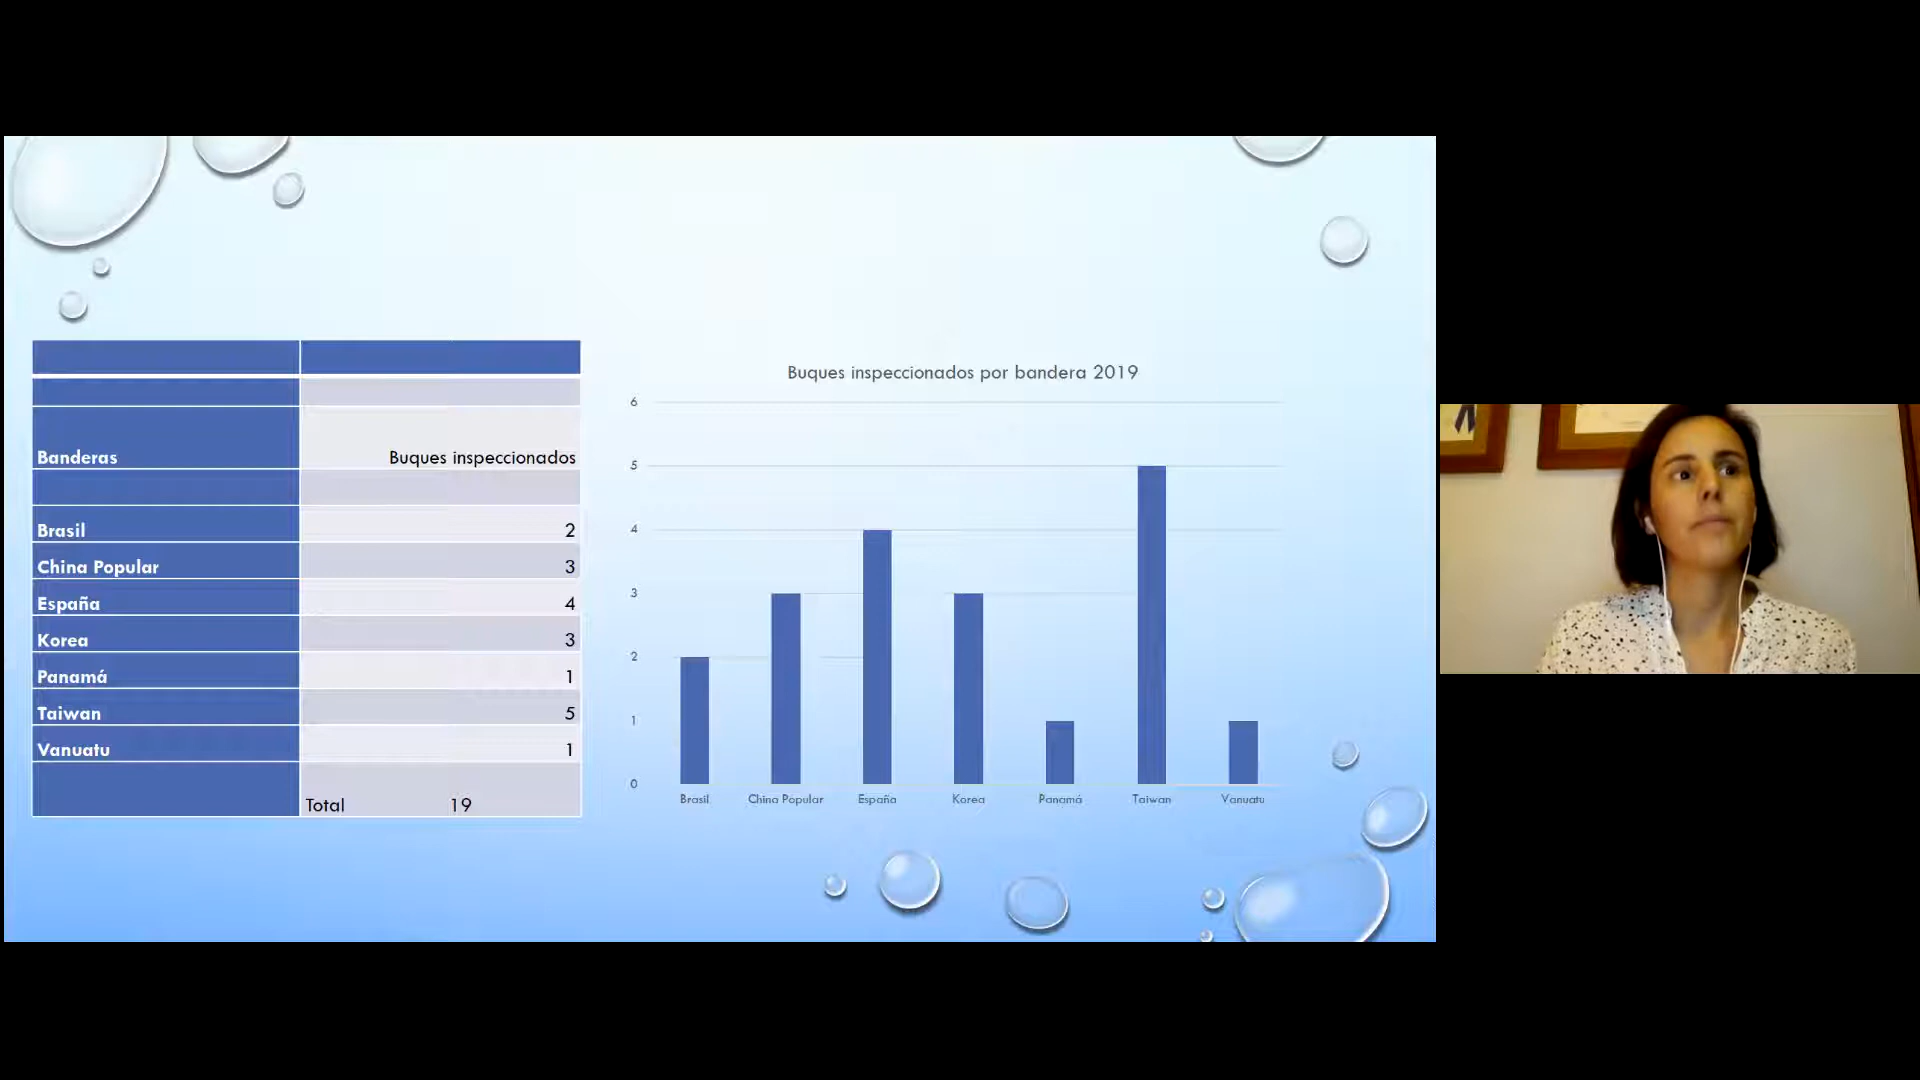 Banderas Buques inspeccionados
Brasil 2
China Popular 3
España 4
Korea 3
Panamá 1
Taiwan 5
Vanuatu 1
Total 19
Buques inspeccionados por bandera 2019
6
5
4
3
2
1
0
Brasil China Popular España Korea Panamá Taiwan Vanuatu